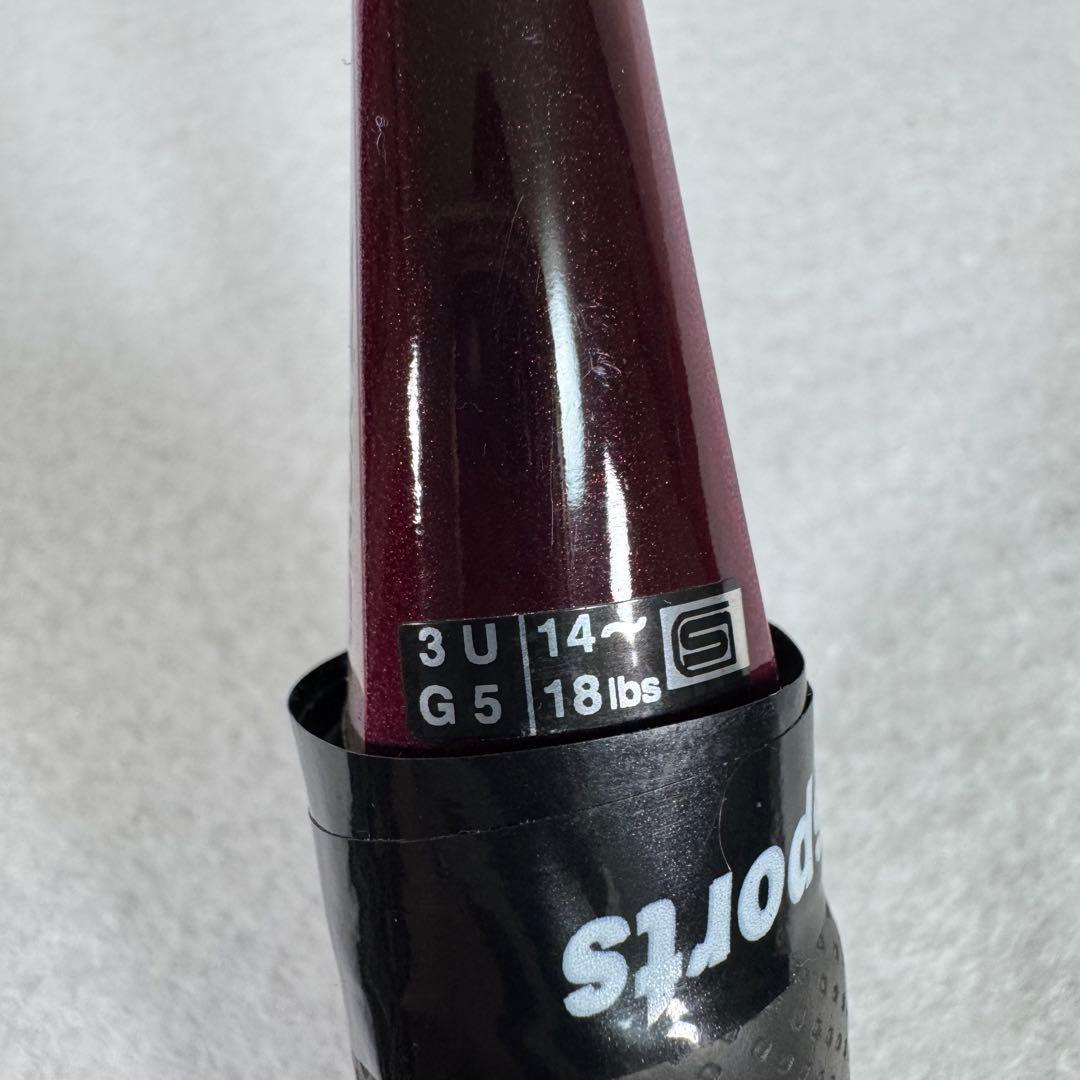 3 U 14~
G 5 18 lbs
S
ports